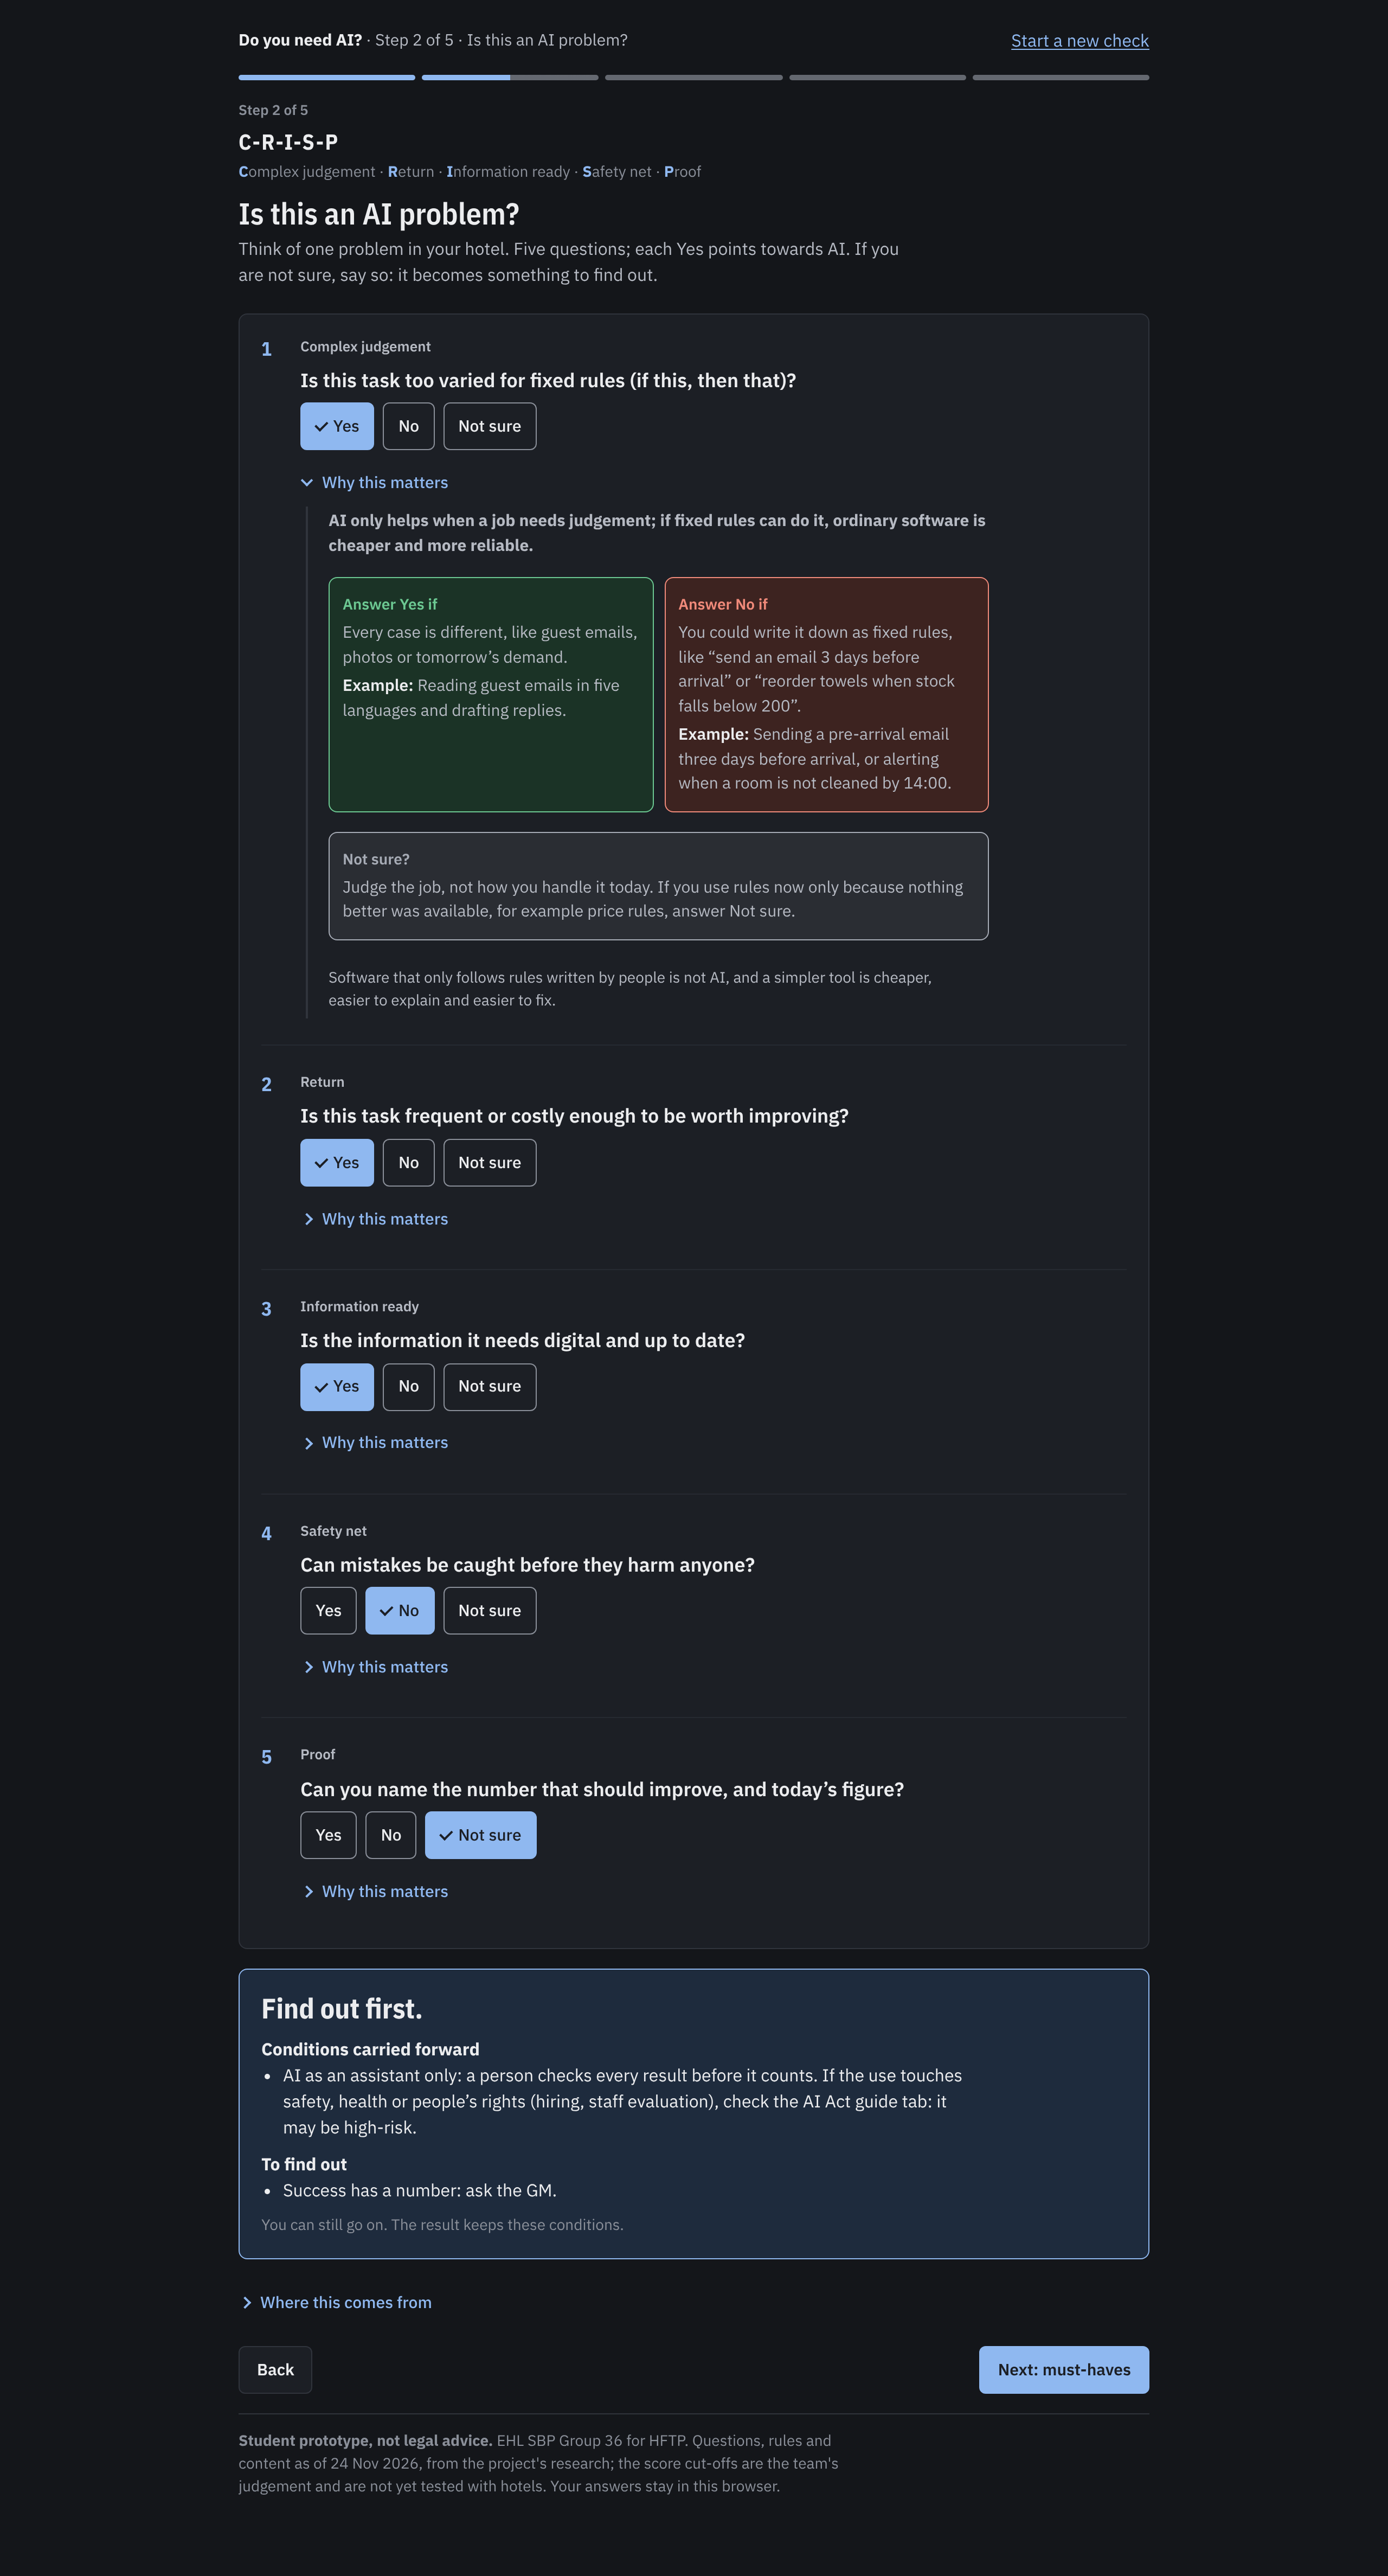 Do you need AI? · Step 2 of 5 · Is this an AI problem?
Start a new check
Step 2 of 5
C-R-I-S-P
Complex judgement · Return · Information ready · Safety net · Proof
Is this an AI problem?
Think of one problem in your hotel. Five questions; each Yes points towards AI. If you
are not sure, say so: it becomes something to find out.
1
Complex judgement
Is this task too varied for fixed rules (if this, then that)?
Yes
No
Not sure
Why this matters
AI only helps when a job needs judgement; if fixed rules can do it, ordinary software is
cheaper and more reliable.
Answer Yes if
Every case is different, like guest emails,
photos or tomorrow’s demand.
Example: Reading guest emails in five
languages and drafting replies.
Answer No if
You could write it down as fixed rules,
like “send an email 3 days before
arrival” or “reorder towels when stock
falls below 200”.
Example: Sending a pre-arrival email
three days before arrival, or alerting
when a room is not cleaned by 14:00.
Not sure?
Judge the job, not how you handle it today. If you use rules now only because nothing
better was available, for example price rules, answer Not sure.
Software that only follows rules written by people is not AI, and a simpler tool is cheaper,
easier to explain and easier to fix.
2
Return
Is this task frequent or costly enough to be worth improving?
Yes
No
Not sure
Why this matters
3
Information ready
Is the information it needs digital and up to date?
Yes
No
Not sure
Why this matters
4
Safety net
Can mistakes be caught before they harm anyone?
Yes
No
Not sure
Why this matters
5
Proof
Can you name the number that should improve, and today’s figure?
Yes
No
Not sure
Why this matters
Find out first.
Conditions carried forward
• AI as an assistant only: a person checks every result before it counts. If the use touches
safety, health or people’s rights (hiring, staff evaluation), check the AI Act guide tab: it
may be high-risk.
To find out
• Success has a number: ask the GM.
You can still go on. The result keeps these conditions.
Where this comes from
Back
Next: must-haves
Student prototype, not legal advice. EHL SBP Group 36 for HFTP. Questions, rules and
content as of 24 Nov 2026, from the project's research; the score cut-offs are the team's
judgement and are not yet tested with hotels. Your answers stay in this browser.